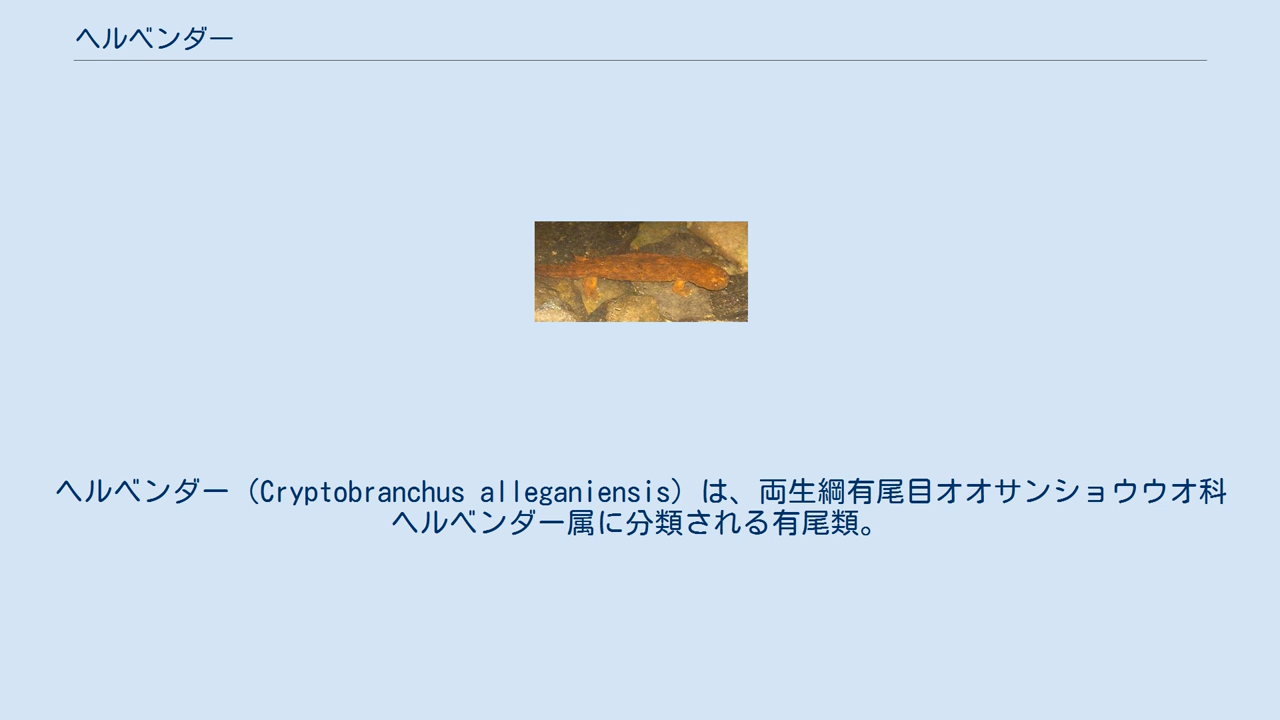 ヘルベンダー
ヘルベンダー（Cryptobranchus alleganiensis）は、両生綱有尾目オオサンショウウオ科
ヘルベンダー属に分類される有尾類。